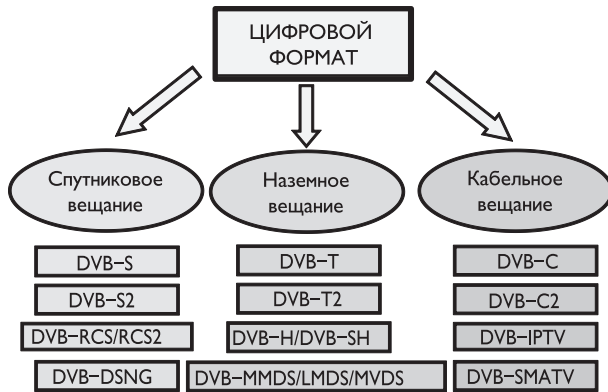 ЦИФРОВОЙ
ФОРМАТ
Спутниковое
вещание
Наземное
вещание
Кабельное
вещание
DVB–S
DVB–T
DVB–C
DVB–S2
DVB–T2
DVB–C2
DVB–RCS/RCS2
DVB–H/DVB–SH
DVB–IPTV
DVB–DSNG
DVB–MMDS/LMDS/MVDS
DVB–SMATV